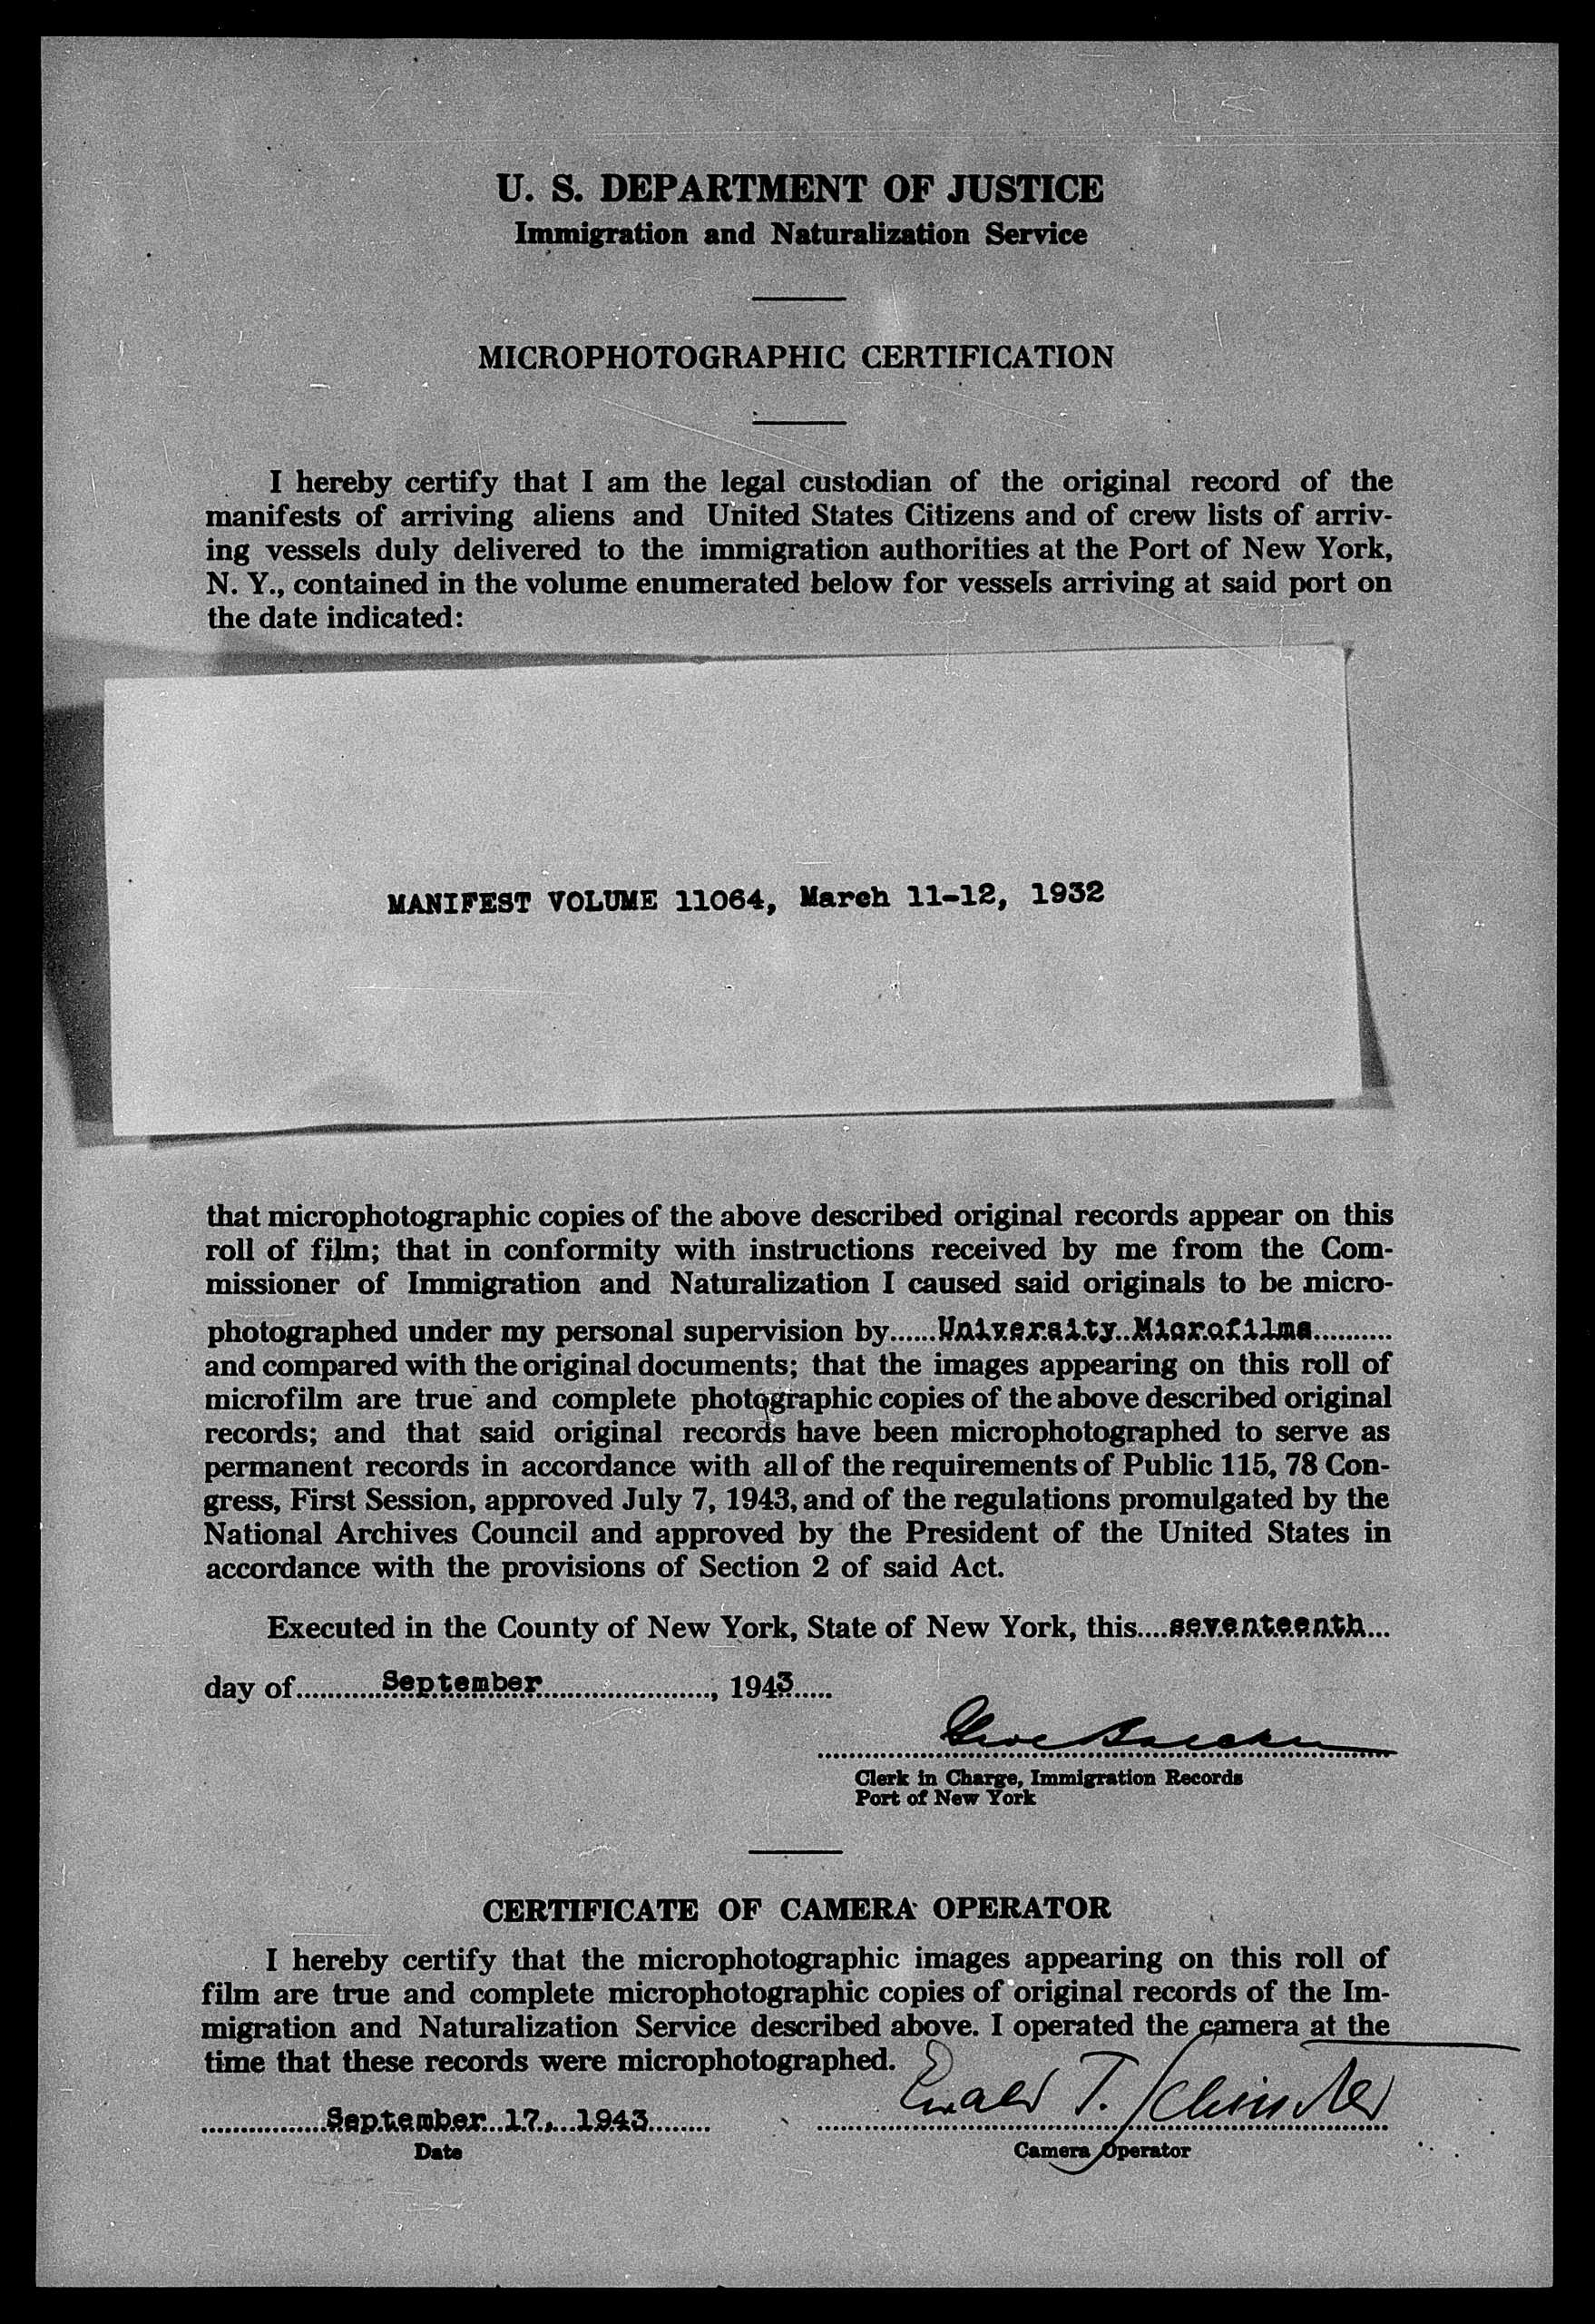 U. S. DEPARTMENT OF JUSTICE
Immigration and Naturalization Service
MICROPHOTOGRAPHIC CERTIFICATION
I hereby certify that I am the legal custodian of the original record of the
manifests of arriving aliens and United States Citizens and of crew lists of arriv-
ing vessels duly delivered to the immigration authorities at the Port of New York,
N. Y., contained in the volume enumerated below for vessels arriving at said port on
the date indicated:
MANIFEST VOLUME 11064, March 11-12, 1932
that microphotographic copies of the above described original records appear on this
roll of film; that in conformity with instructions received by me from the Com-
missioner of Immigration and Naturalization I caused said originals to be micro-
photographed under my personal supervision by......University Microfilms...........
and compared with the original documents; that the images appearing on this roll of
microfilm are true and complete photographic copies of the above described original
records; and that said original records have been microphotographed to serve as
permanent records in accordance with all of the requirements of Public 115, 78 Con-
gress, First Session, approved July 7, 1943, and of the regulations promulgated by the
National Archives Council and approved by the President of the United States in
accordance with the provisions of Section 2 of said Act.
Executed in the County of New York, State of New York, this....seventeenth...
day of............September........................, 1943.....
Clerk in Charge, Immigration Records
Port of New York
CERTIFICATE OF CAMERA OPERATOR
I hereby certify that the microphotographic images appearing on this roll of
film are true and complete microphotographic copies of original records of the Im-
migration and Naturalization Service described above. I operated the camera at the
time that these records were microphotographed.
Ewald T.
September 17, 1943
Date
Camera Operator